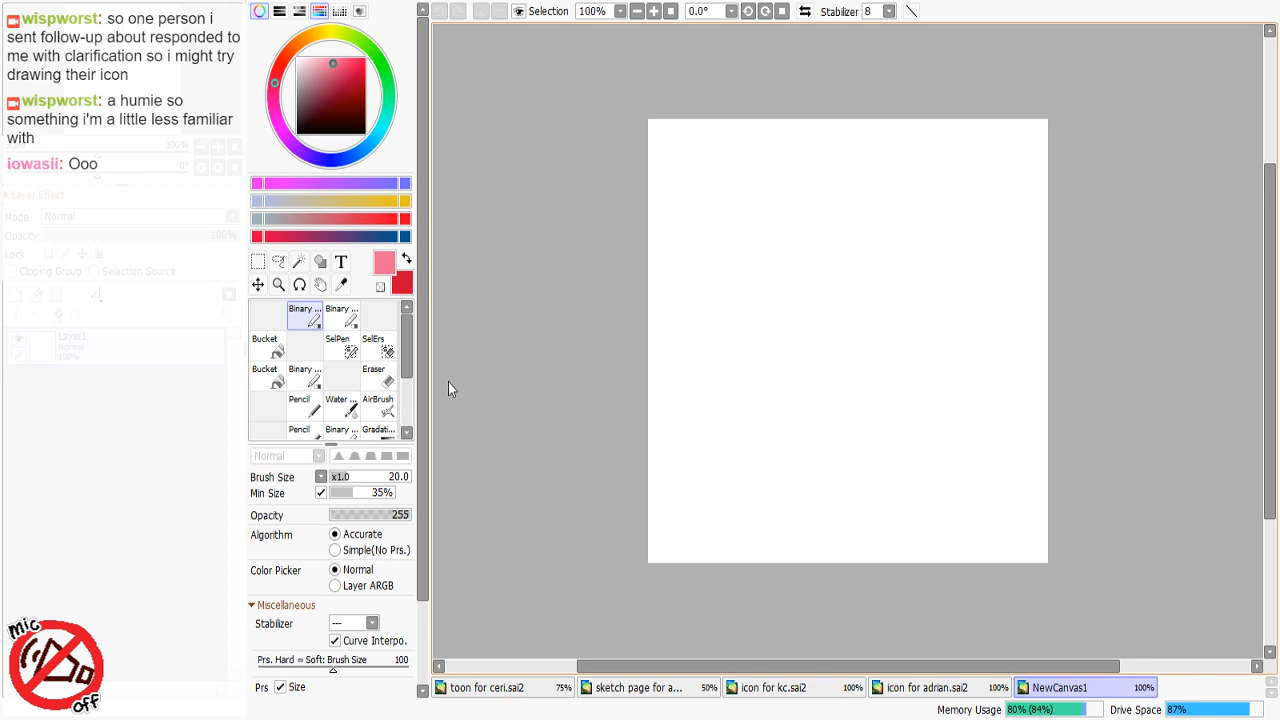 wispworst: so one person i
sent follow-up about responded to
me with clarification so i might try
drawing their icon
wispworst: a humie so
something i'm a little less familiar
with
iowasii: Ooo
100%
0°
Layer Effect
Mode Normal
Opacity 100%
Lock
Clipping Group Selection Source
Layer1
Normal
100%
mic
off
Selection 100% 0.0° Stabilizer 8
T
Binary ... Binary ...
Bucket SelPen SelErs
Bucket Binary ... Eraser
Pencil Water ... AirBrush
Pencil Binary ... Gradati...
Normal
Brush Size x1.0 20.0
Min Size 35%
Opacity 255
Algorithm Accurate
Simple(No Prs.)
Color Picker Normal
Layer ARGB
Miscellaneous
Stabilizer ---
Curve Interpo.
Prs. Hard ⇔ Soft: Brush Size 100
Prs Size
toon for ceri.sai2 75% sketch page for a... 50% icon for kc.sai2 100% icon for adrian.sai2 100% NewCanvas1 100%
Memory Usage 80% (84%) Drive Space 87%